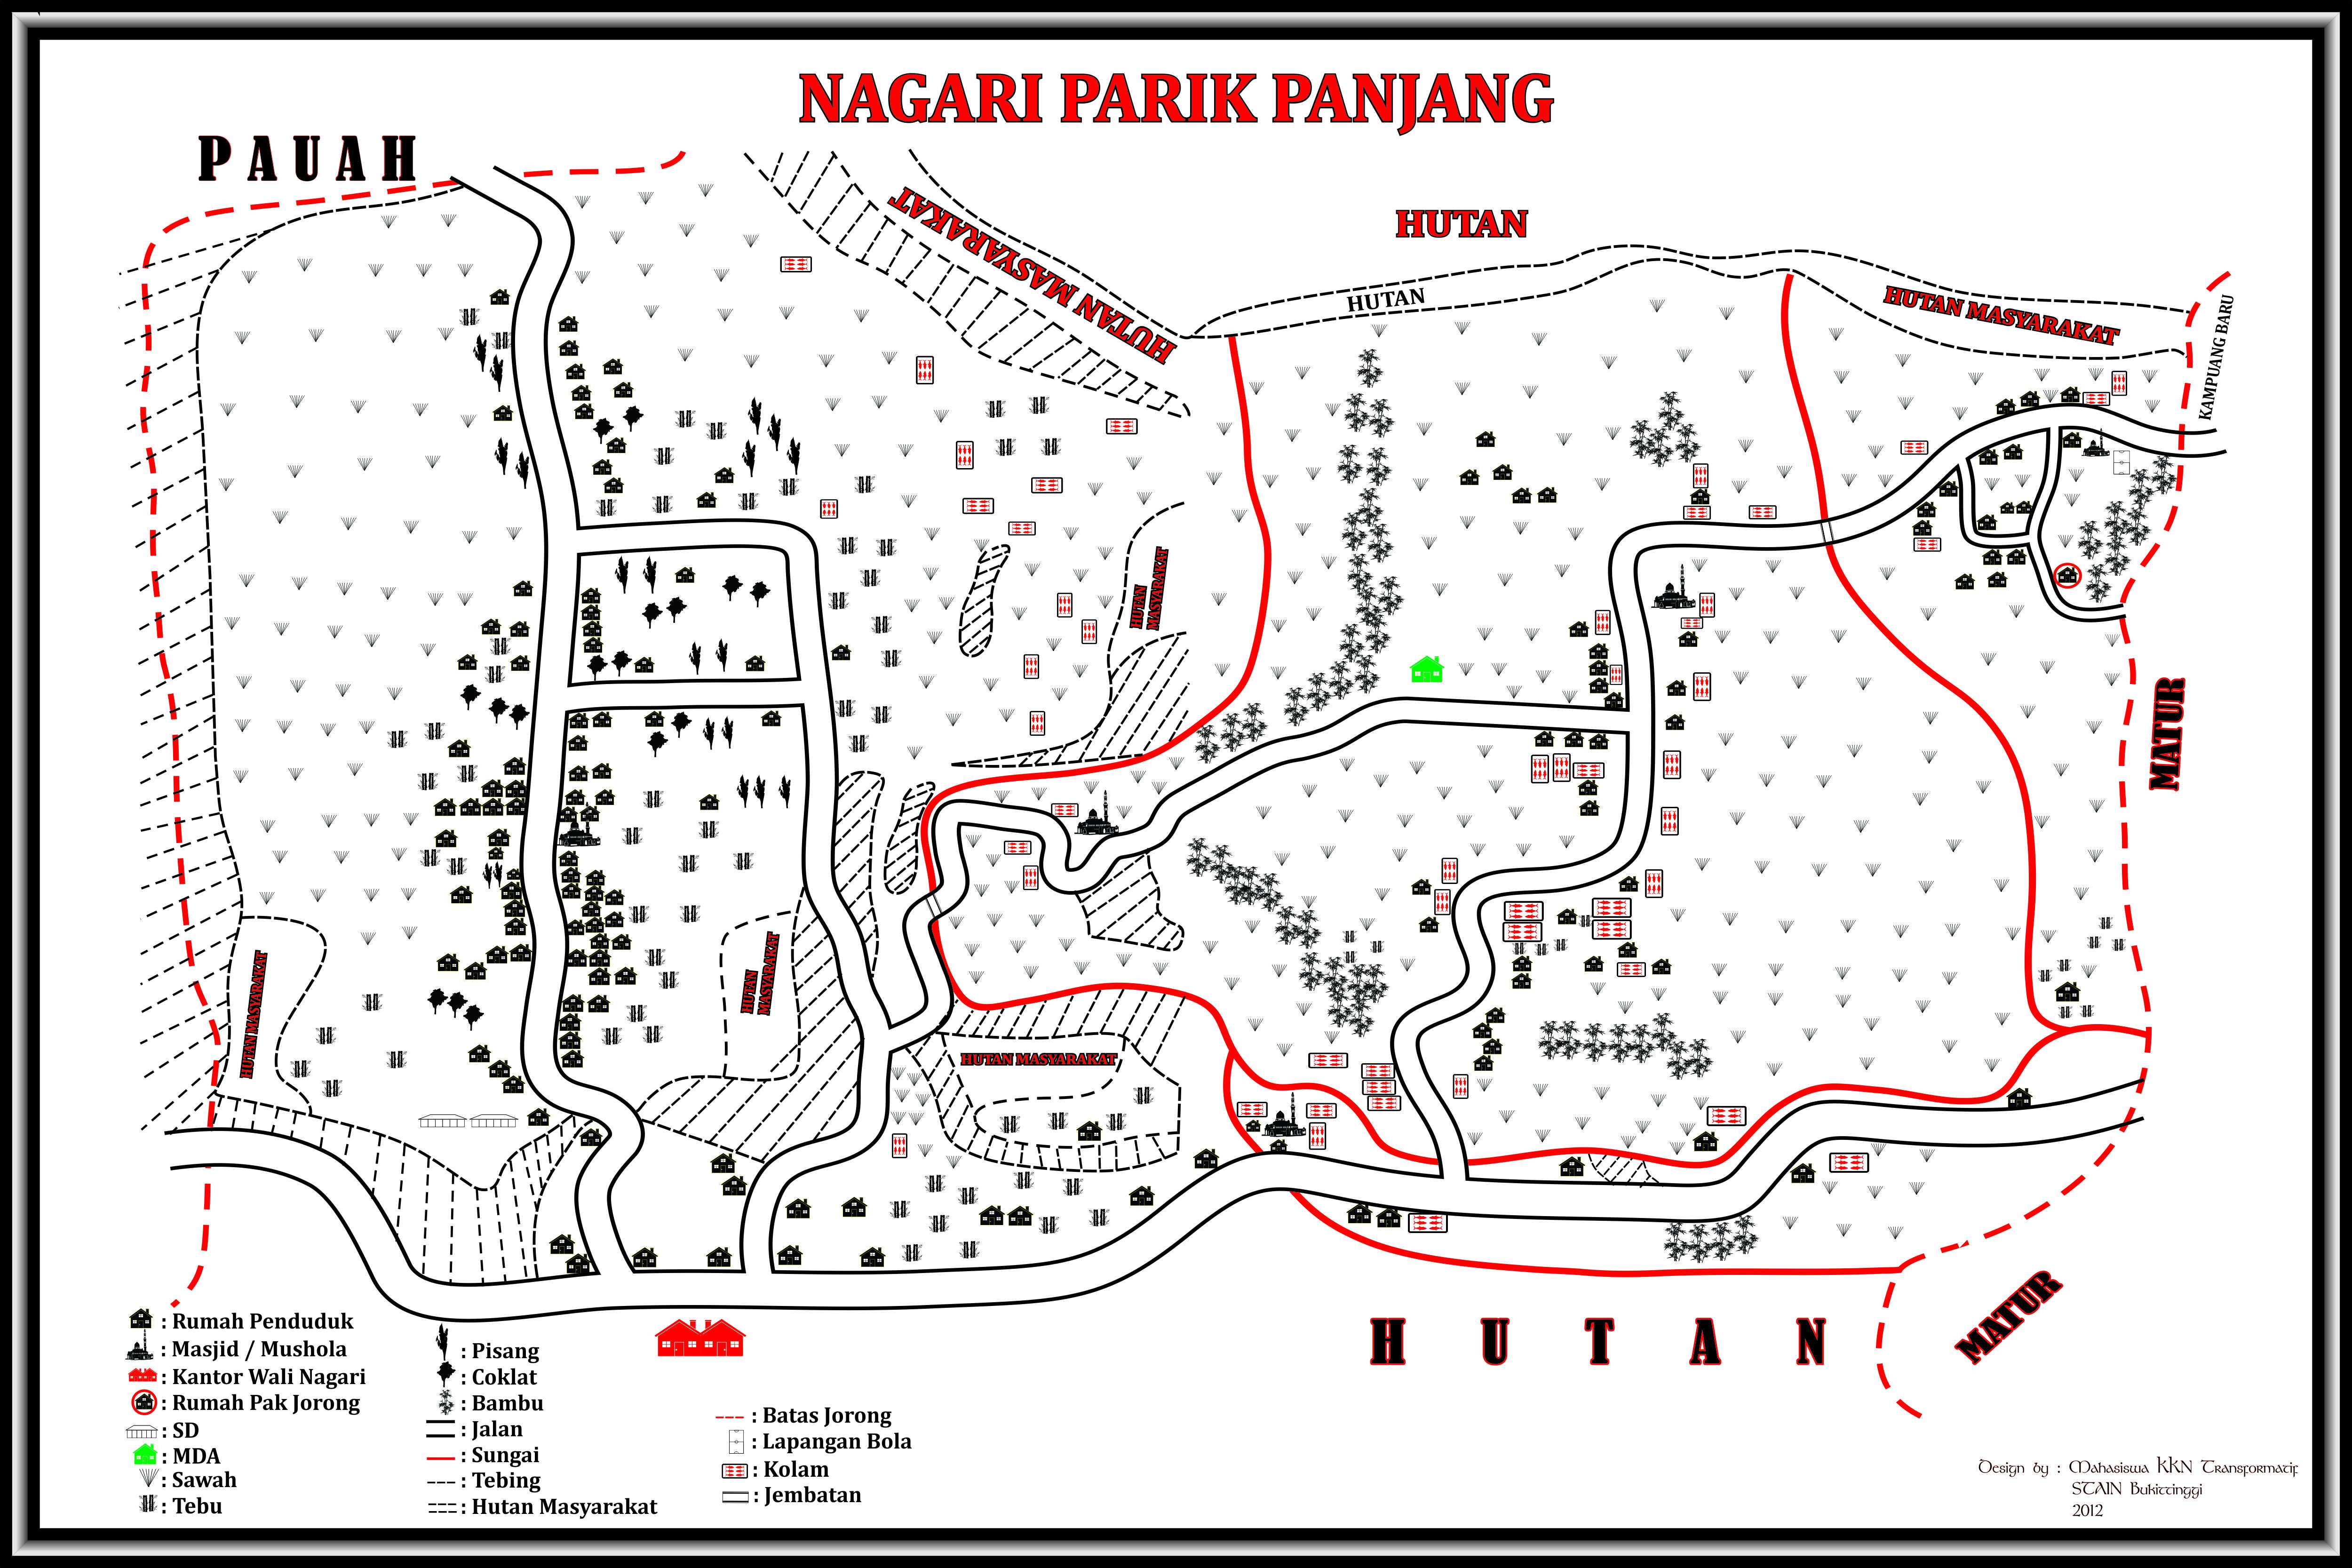 NAGARI PARIK PANJANG
PAUAH
HUTAN MASYARAKAT
HUTAN
HUTAN
HUTAN MASYARAKAT
KAMPUANG BARU
HUTAN
MASYARAKAT
MATUR
HUTAN MASYARAKAT
HUTAN
MASYARAKAT
HUTAN MASYARAKAT
HUTAN
MATUR
: Rumah Penduduk
: Masjid / Mushola
: Kantor Wali Nagari
: Rumah Pak Jorong
: SD
: MDA
: Sawah
: Tebu
: Pisang
: Coklat
: Bambu
: Jalan
: Sungai
: Tebing
: Hutan Masyarakat
: Batas Jorong
: Lapangan Bola
: Kolam
: Jembatan
Design by : Mahasiswa KKN Transformatif
STAIN Bukittinggi
2012